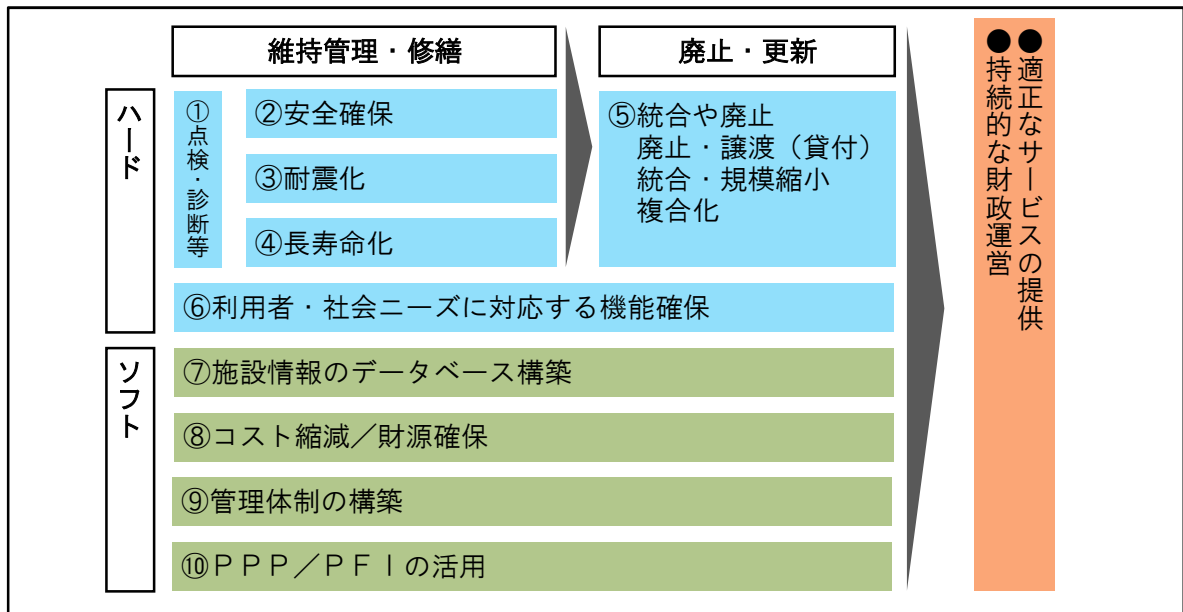 維持管理・修繕
廃止・更新
ハード
①点検・診断等
②安全確保
③耐震化
④長寿命化
⑤統合や廃止
廃止・譲渡（貸付）
統合・規模縮小
複合化
⑥利用者・社会ニーズに対応する機能確保
ソフト
⑦施設情報のデータベース構築
⑧コスト縮減／財源確保
⑨管理体制の構築
⑩ＰＰＰ／ＰＦＩの活用
●適正なサービスの提供
●持続的な財政運営